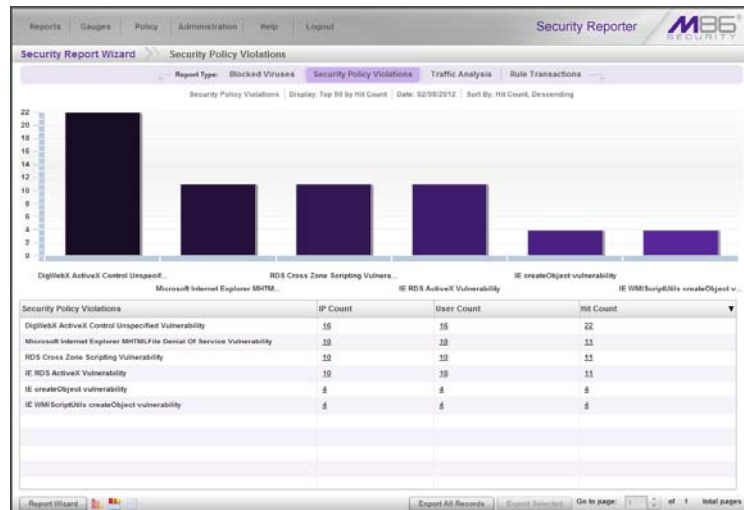 Reports Gauges Policy Administration Help Logout Security Reporter M86 SECURITY
Security Report Wizard Security Policy Violations
Report Type: Blocked Viruses Security Policy Violations Traffic Analysis Rule Transactions
Security Policy Violations Display: Top 50 by Hit Count Date: 02/08/2012 Sort By: Hit Count, Descending
22
20
18
16
14
12
10
8
6
4
2
0
DigWebX ActiveX Control Unspecif... RDS Cross Zone Scripting Vulnera... IE createObject vulnerability
Microsoft Internet Explorer MHTM... IE RDS ActiveX Vulnerability IE WMIScriptUtils createObject v...
Security Policy Violations IP Count User Count Hit Count
DigWebX ActiveX Control Unspecified Vulnerability 16 16 22
Microsoft Internet Explorer MHTMLFile Denial Of Service Vulnerability 10 10 11
RDS Cross Zone Scripting Vulnerability 10 10 11
IE RDS ActiveX Vulnerability 10 10 11
IE createObject vulnerability 4 4 4
IE WMIScriptUtils createObject vulnerability 4 4 4
Report Wizard Export All Records Export Selected Go to page: 1 of 1 total pages